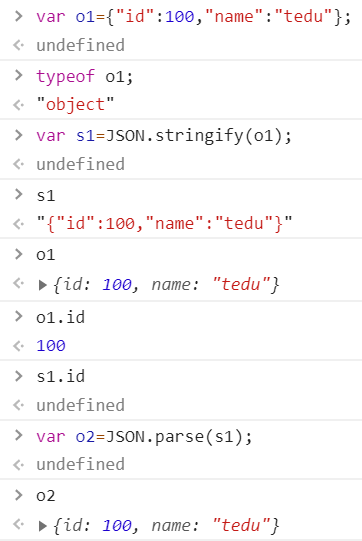 var o1={"id":100,"name":"tedu"};
undefined
typeof o1;
"object"
var s1=JSON.stringify(o1);
undefined
s1
"{"id":100,"name":"tedu"}"
o1
{id: 100, name: "tedu"}
o1.id
100
s1.id
undefined
var o2=JSON.parse(s1);
undefined
o2
{id: 100, name: "tedu"}